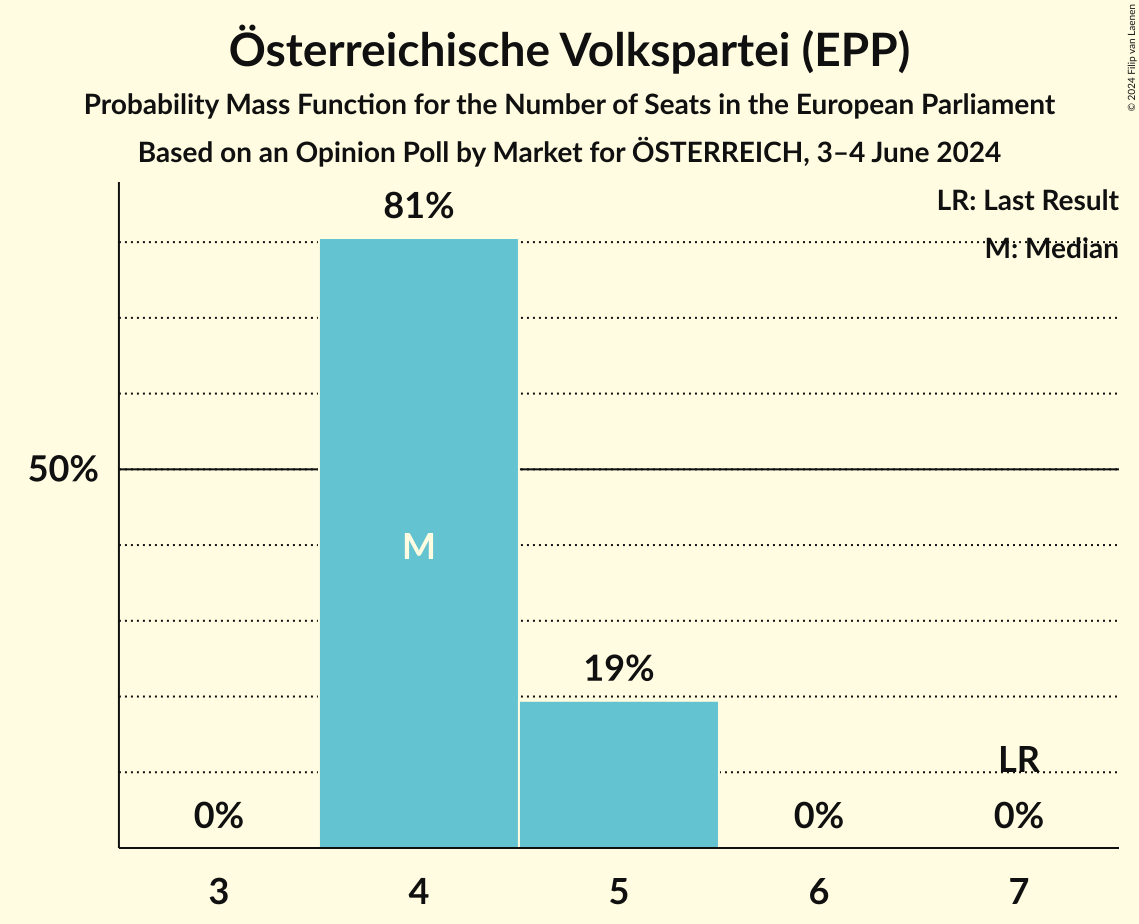 Österreichische Volkspartei (EPP)
Probability Mass Function for the Number of Seats in the European Parliament
Based on an Opinion Poll by Market for ÖSTERREICH, 3–4 June 2024
© 2024 Filip van Laenen
LR: Last Result
M: Median
81%
50%
M
19%
LR
0%
0%
0%
3
4
5
6
7